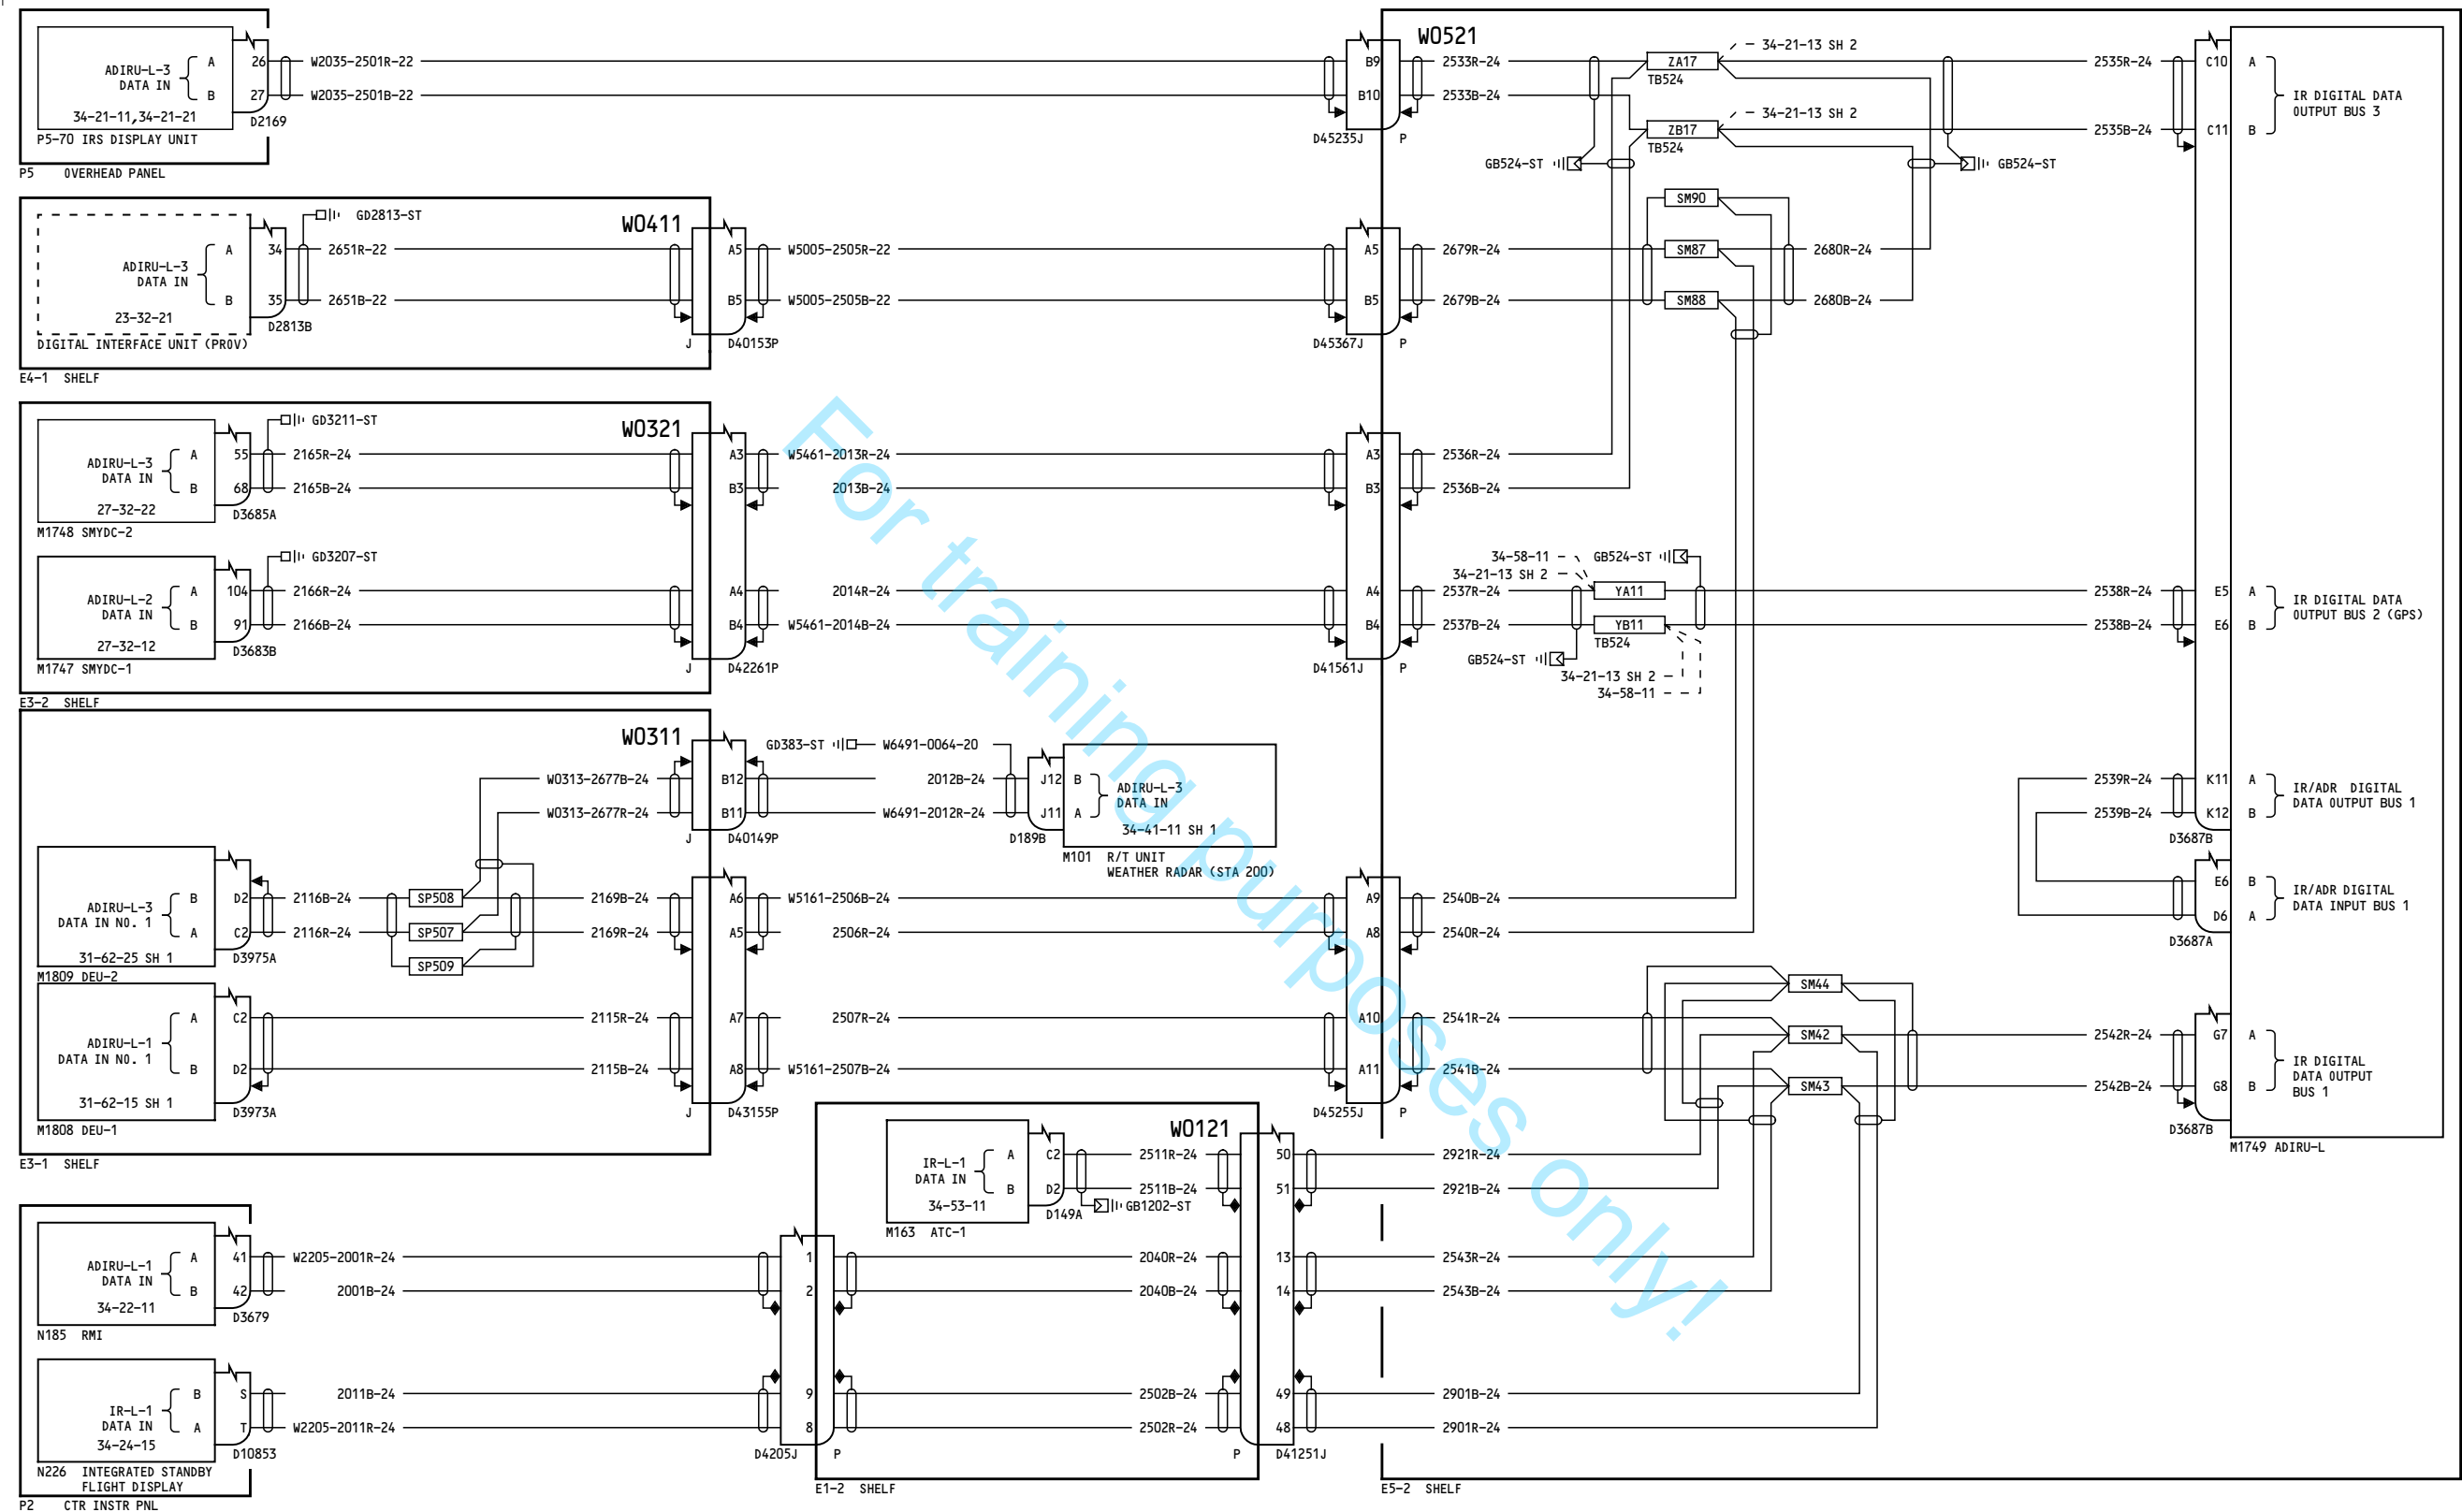 ADIRU-L-3
DATA IN
A
B
26
27
34-21-11,34-21-21
D2169
P5-70 IRS DISPLAY UNIT
P5 OVERHEAD PANEL
W2035-2501R-22
W2035-2501B-22
B9
B10
D45235J P
W0521
2533R-24
2533B-24
ZA17
TB524
34-21-13 SH 2
ZB17
TB524
34-21-13 SH 2
GB524-ST
GB524-ST
2535R-24
2535B-24
C10 A
C11 B
IR DIGITAL DATA
OUTPUT BUS 3
ADIRU-L-3
DATA IN
A
B
34
35
23-32-21
D2813B
DIGITAL INTERFACE UNIT (PROV)
E4-1 SHELF
GD2813-ST
2651R-22
2651B-22
W0411
A5
B5
J D40153P
W5005-2505R-22
W5005-2505B-22
A5
B5
D45367J P
2679R-24
2679B-24
SM90
SM87
SM88
2680R-24
2680B-24
ADIRU-L-3
DATA IN
A
B
55
68
27-32-22
D3685A
M1748 SMYDC-2
GD3211-ST
2165R-24
2165B-24
W0321
A3
B3
W5461-2013R-24
2013B-24
A3
B3
2536R-24
2536B-24
ADIRU-L-2
DATA IN
A
B
104
91
27-32-12
D3683B
M1747 SMYDC-1
E3-2 SHELF
GD3207-ST
2166R-24
2166B-24
A4
B4
J D42261P
2014R-24
W5461-2014B-24
A4
B4
D41561J P
2537R-24
2537B-24
34-58-11
34-21-13 SH 2
GB524-ST
YA11
YB11
TB524
GB524-ST
34-21-13 SH 2
34-58-11
2538R-24
2538B-24
E5 A
E6 B
IR DIGITAL DATA
OUTPUT BUS 2 (GPS)
W0311
W0313-2677B-24
W0313-2677R-24
B12
B11
J D40149P
GD383-ST
W6491-0064-20
2012B-24
W6491-2012R-24
J12 B
J11 A
ADIRU-L-3
DATA IN
34-41-11 SH 1
D189B
M101 R/T UNIT
WEATHER RADAR (STA 200)
2539R-24
2539B-24
K11 A
K12 B
D3687B
IR/ADR DIGITAL
DATA OUTPUT BUS 1
E6 B
D6 A
D3687A
IR/ADR DIGITAL
DATA INPUT BUS 1
ADIRU-L-3
DATA IN NO. 1
B
A
D2
C2
31-62-25 SH 1
D3975A
M1809 DEU-2
2116B-24
2116R-24
SP508
SP507
SP509
2169B-24
2169R-24
A6
A5
W5161-2506B-24
2506R-24
A9
A8
2540B-24
2540R-24
ADIRU-L-1
DATA IN NO. 1
A
B
C2
D2
31-62-15 SH 1
D3973A
M1808 DEU-1
E3-1 SHELF
2115R-24
2115B-24
A7
A8
J D43155P
2507R-24
W5161-2507B-24
A10
A11
D45255J P
2541R-24
2541B-24
SM44
SM42
SM43
2542R-24
2542B-24
G7 A
G8 B
D3687B
IR DIGITAL
DATA OUTPUT
BUS 1
M1749 ADIRU-L
IR-L-1
DATA IN
A
B
C2
D2
34-53-11
D149A
M163 ATC-1
GB1202-ST
W0121
2511R-24
2511B-24
50
51
2921R-24
2921B-24
ADIRU-L-1
DATA IN
A
B
41
42
34-22-11
D3679
N185 RMI
W2205-2001R-24
2001B-24
1
2
2040R-24
2040B-24
13
14
2543R-24
2543B-24
IR-L-1
DATA IN
B
A
S
T
34-24-15
D10853
N226 INTEGRATED STANDBY
FLIGHT DISPLAY
P2 CTR INSTR PNL
2011B-24
W2205-2011R-24
9
8
D4205J P
2502B-24
2502R-24
49
48
P D41251J
2901B-24
2901R-24
E1-2 SHELF
E5-2 SHELF
For training purposes only!